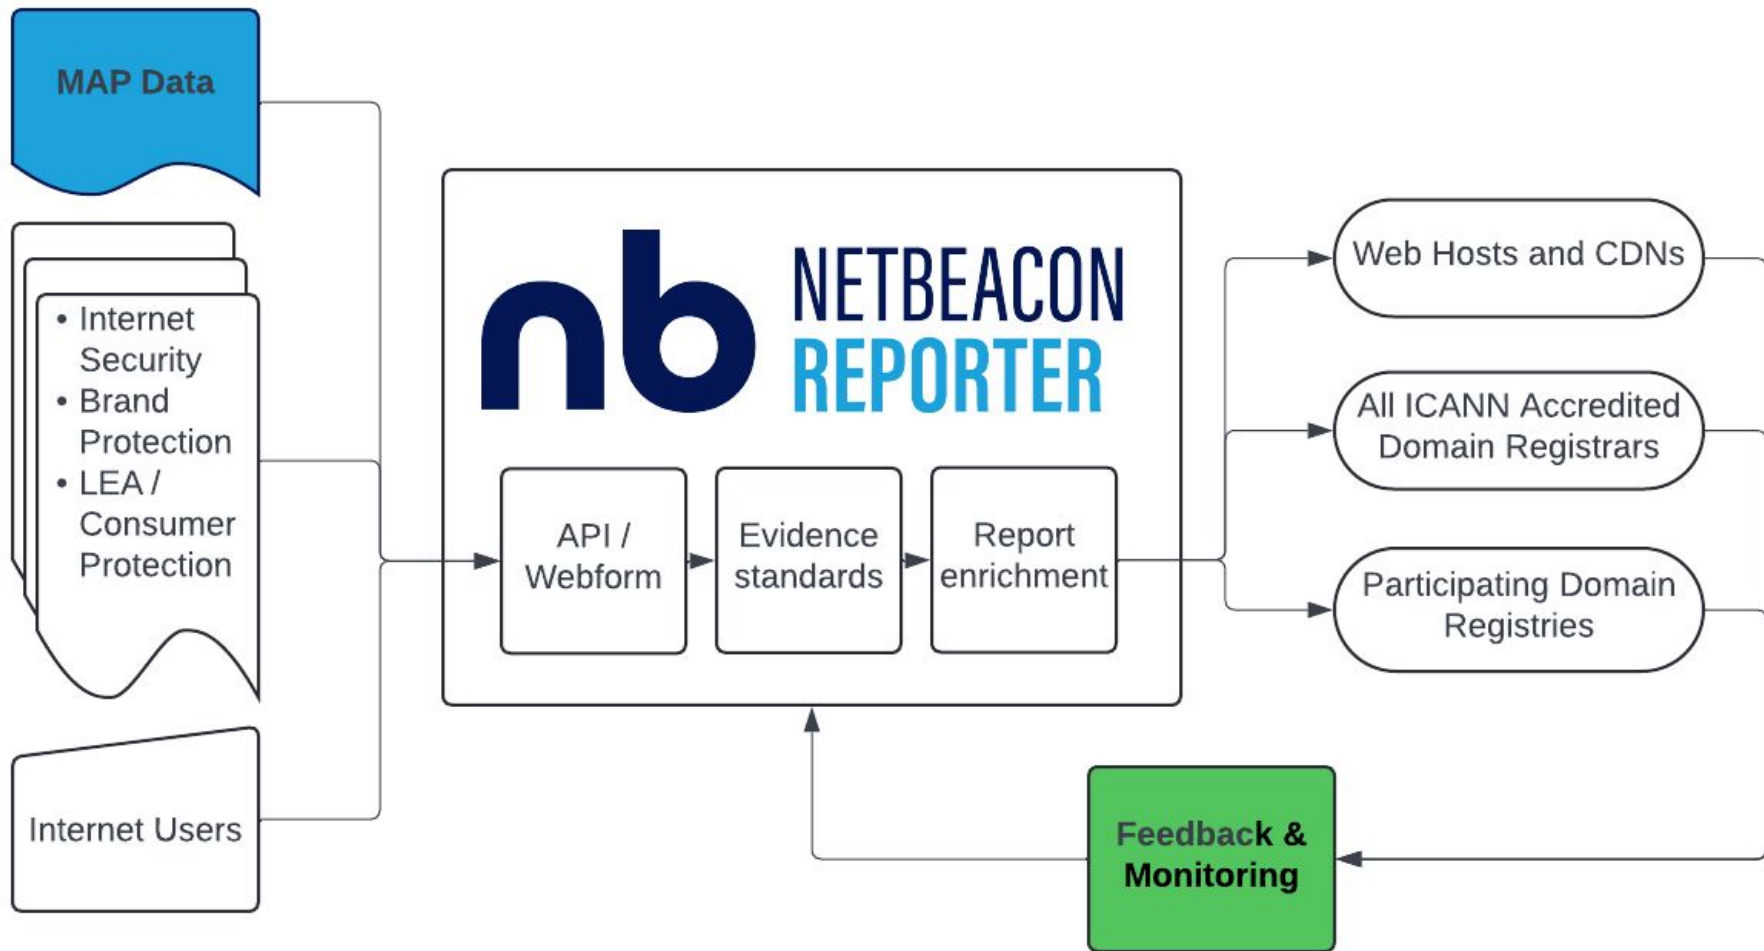 MAP Data
• Internet
Security
• Brand
Protection
• LEA /
Consumer
Protection
Internet Users
nb
NETBEACON
REPORTER
API /
Webform
Evidence
standards
Report
enrichment
Web Hosts and CDNs
All ICANN Accredited
Domain Registrars
Participating Domain
Registries
Feedback &
Monitoring